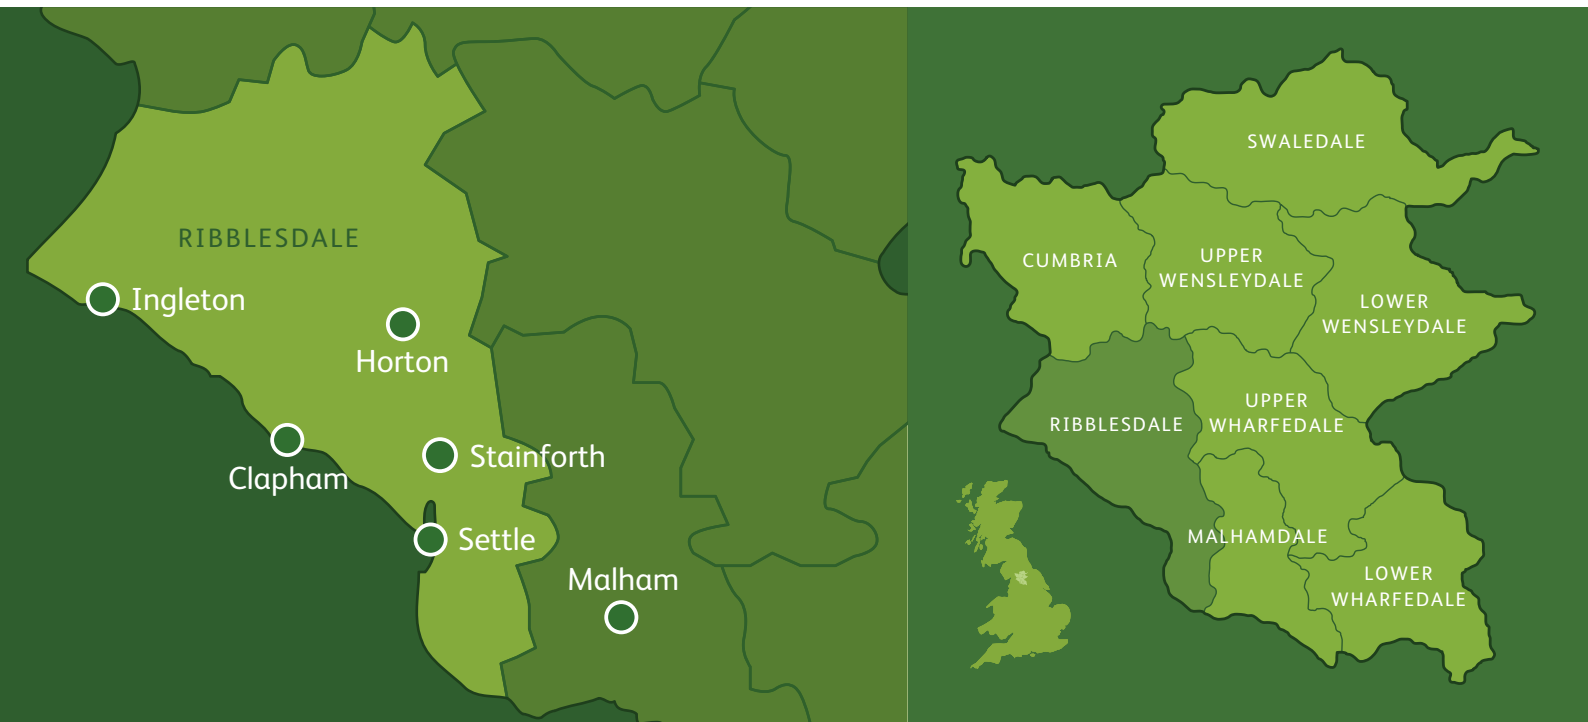 RIBBLESDALE
Ingleton
Horton
Clapham
Stainforth
Settle
Malham
SWALEDALE
CUMBRIA
UPPER
WENSLEYDALE
LOWER
WENSLEYDALE
RIBBLESDALE
UPPER
WHARFEDALE
MALHAMDALE
LOWER
WHARFEDALE